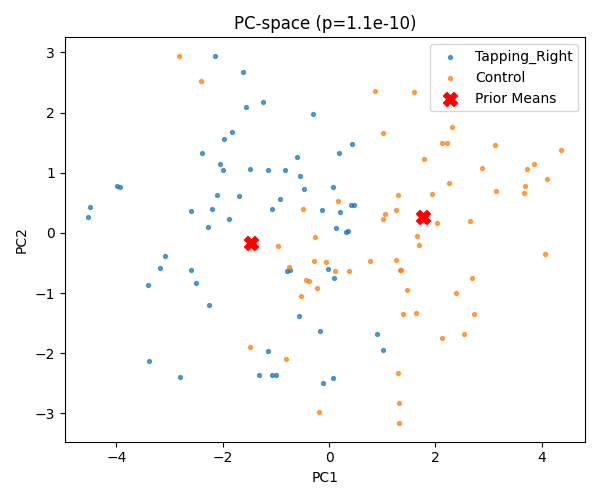 PC-space (p=1.1e-10)
Tapping_Right
Control
Prior Means
PC2
3
2
1
0
−1
−2
−3
−4
−2
0
2
4
PC1